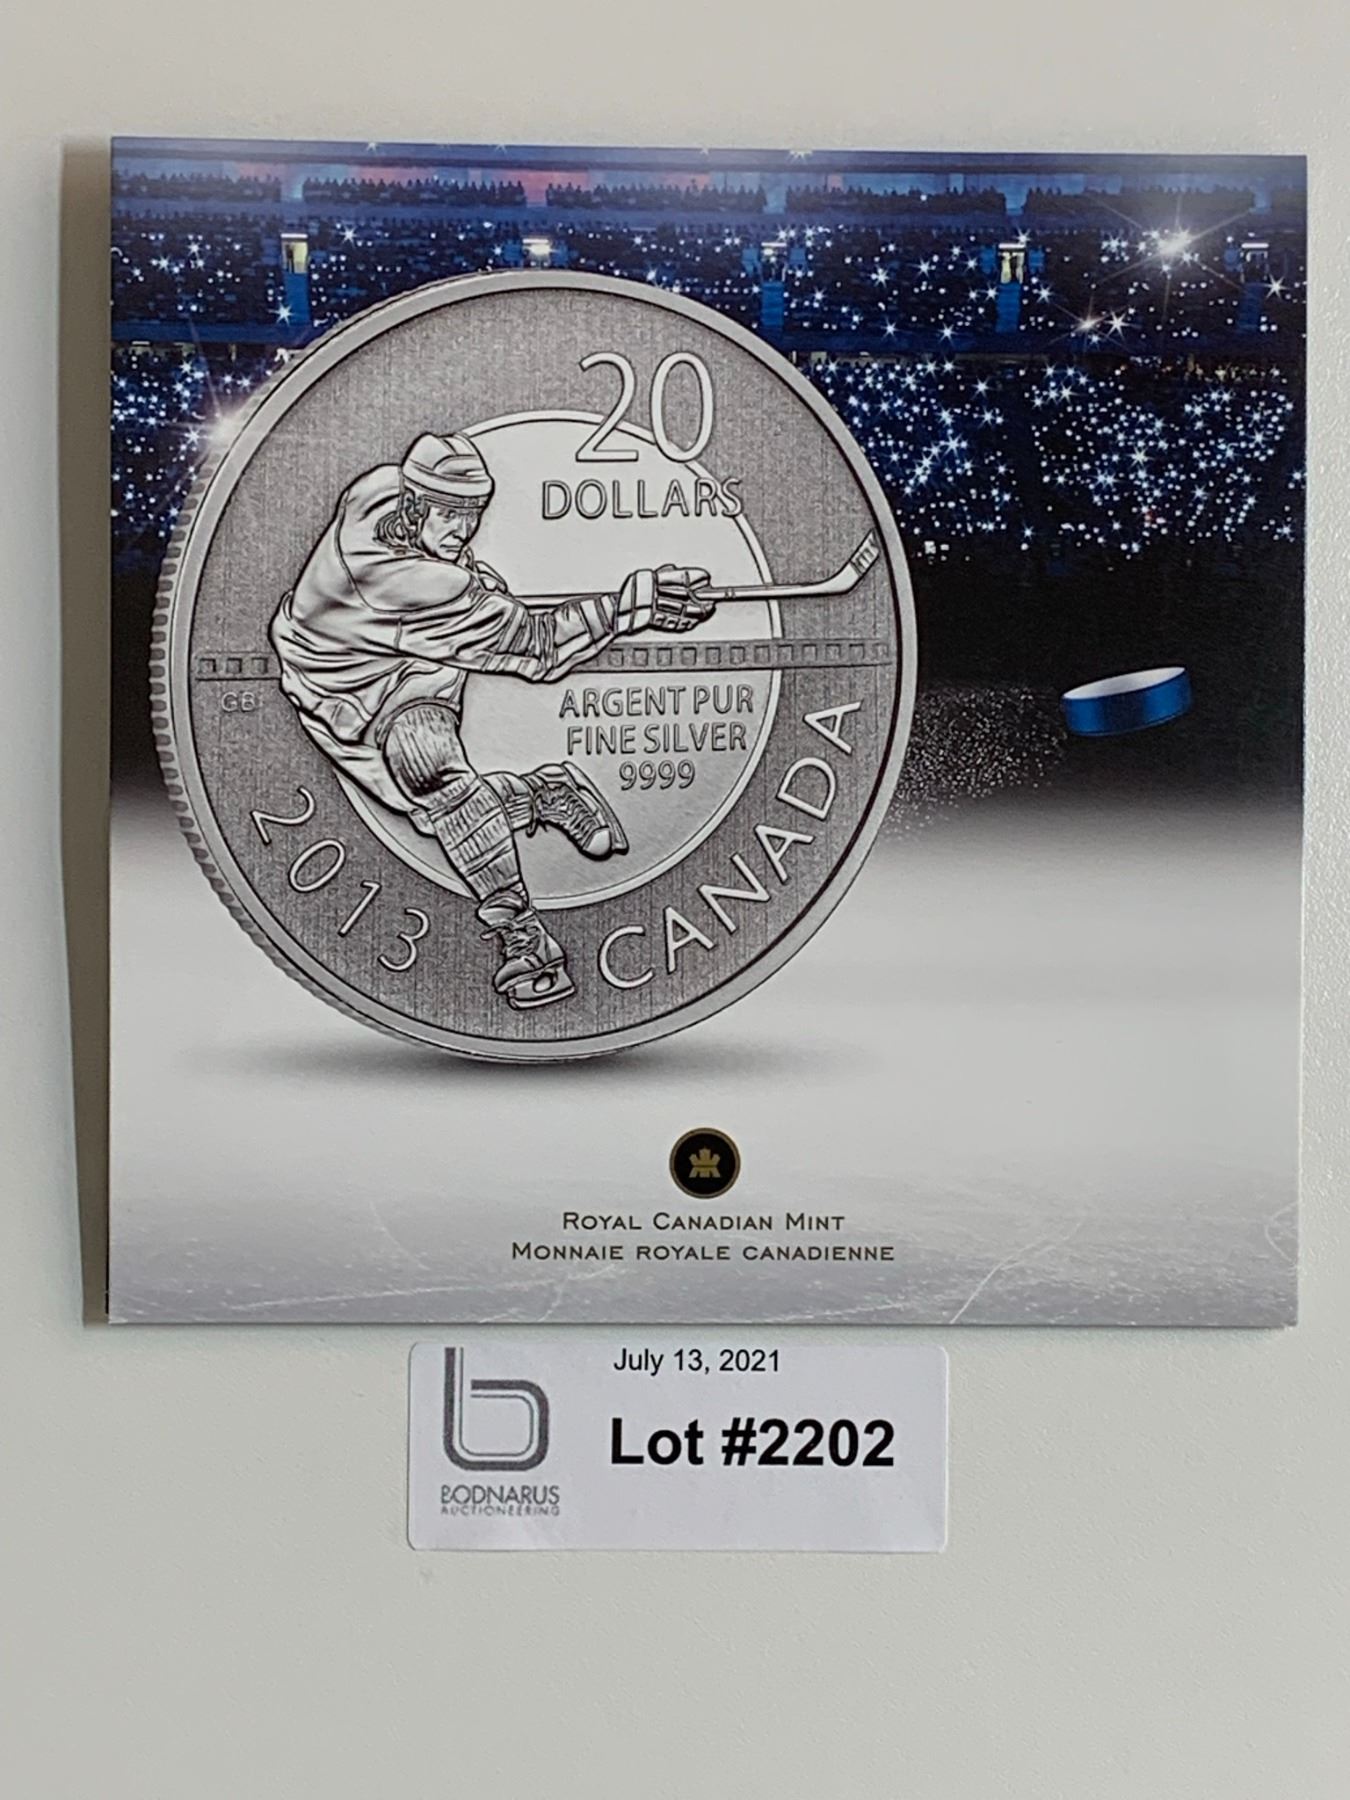 20
DOLLARS
ARGENT PUR
FINE SILVER
9999
GB
2013
CANADA
ROYAL CANADIAN MINT
MONNAIE ROYALE CANADIENNE
July 13, 2021
Lot #2202
BODNARUS
AUCTIONEERING